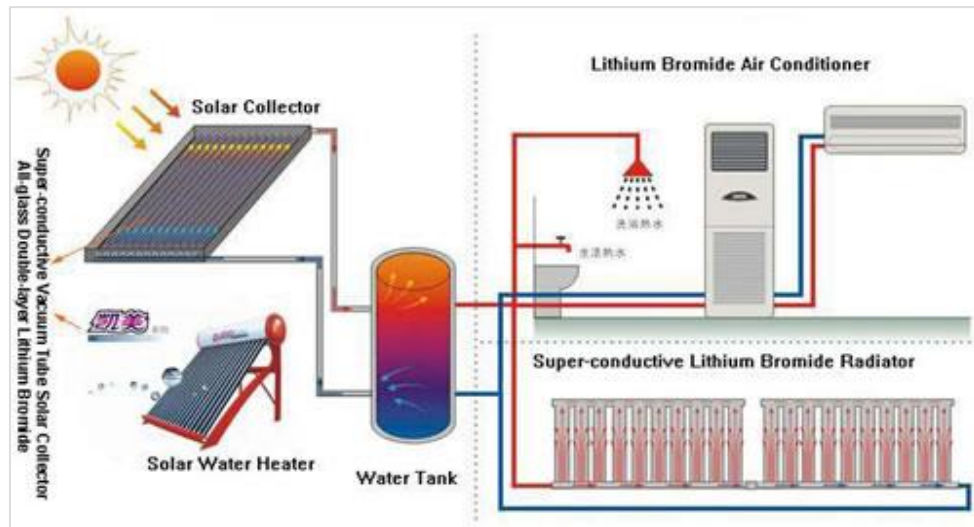 Lithium Bromide Air Conditioner
Solar Collector
Super-conductive Vacuum Tube Solar Collector
All-glass Double-layer Lithium Bromide
洗浴热水
生活热水
凯美
Super-conductive Lithium Bromide Radiator
Solar Water Heater
Water Tank